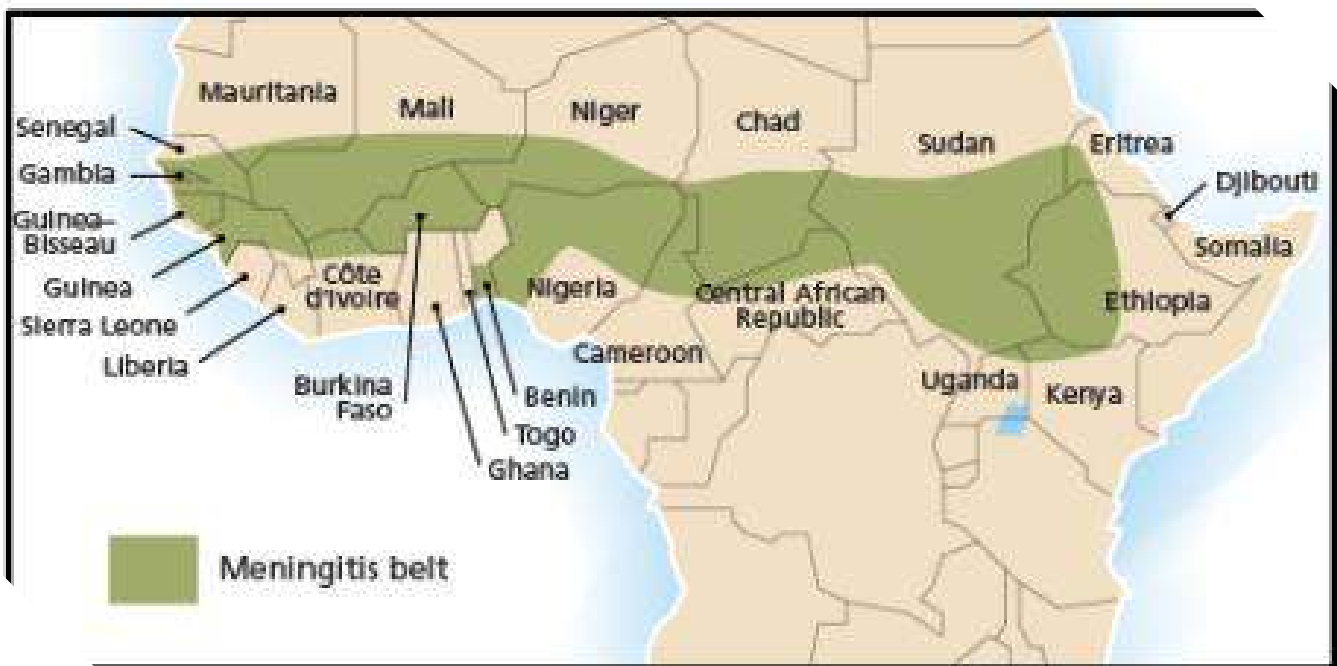 Mauritania
Mali
Niger
Chad
Sudan
Eritrea
Djibouti
Somalia
Ethiopia
Senegal
Gambia
Guinea–
Bisseau
Guinea
Sierra Leone
Liberia
Côte
d'Ivoire
Burkina
Faso
Ghana
Togo
Benin
Nigeria
Cameroon
Central African
Republic
Uganda
Kenya
Meningitis belt